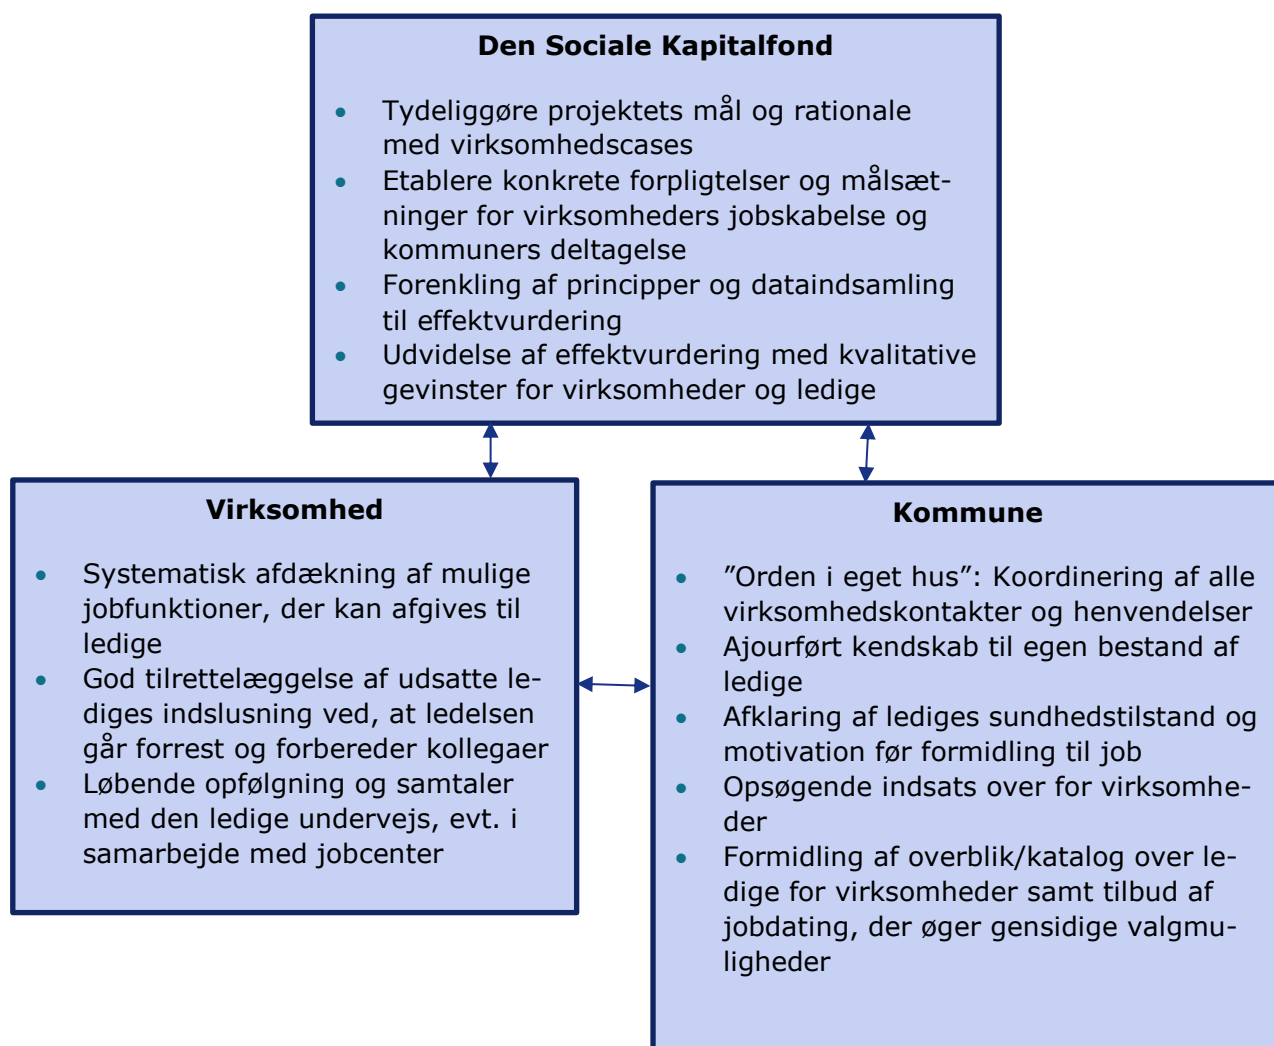 Den Sociale Kapitalfond
• Tydeliggøre projektets mål og rationale
med virksomhedscases
• Etablere konkrete forpligtelser og målsæt-
ninger for virksomheders jobskabelse og
kommuners deltagelse
• Forenkling af principper og dataindsamling
til effektvurdering
• Udvidelse af effektvurdering med kvalitative
gevinster for virksomheder og ledige
Virksomhed
• Systematisk afdækning af mulige
jobfunktioner, der kan afgives til
ledige
• God tilrettelæggelse af udsatte le-
diges indslusning ved, at ledelsen
går forrest og forbereder kollegaer
• Løbende opfølgning og samtaler
med den ledige undervejs, evt. i
samarbejde med jobcenter
Kommune
• ”Orden i eget hus”: Koordinering af alle
virksomhedskontakter og henvendelser
• Ajourført kendskab til egen bestand af
ledige
• Afklaring af lediges sundhedstilstand og
motivation før formidling til job
• Opsøgende indsats over for virksomhe-
der
• Formidling af overblik/katalog over le-
dige for virksomheder samt tilbud af
jobdating, der øger gensidige valgmu-
ligheder